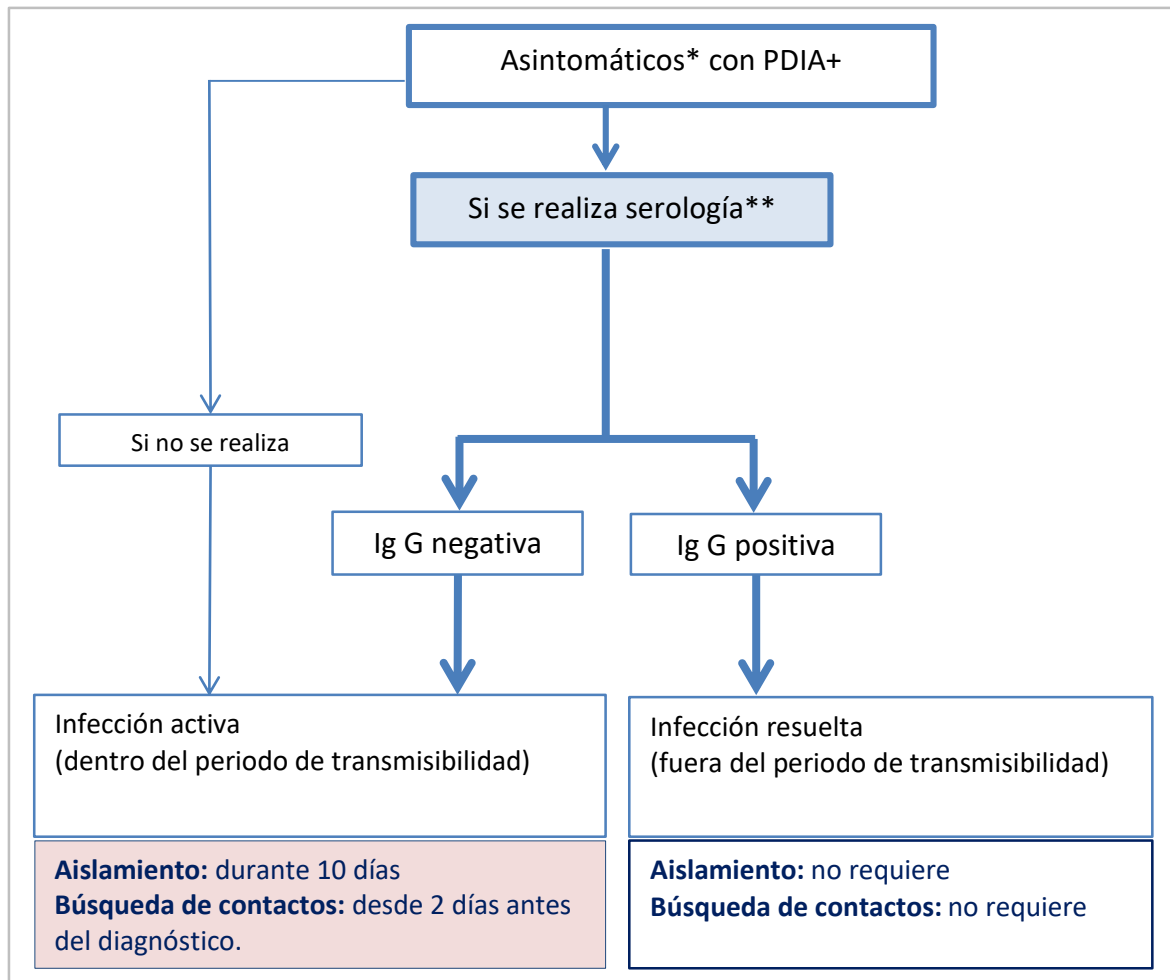 Asintomáticos* con PDIA+
Si se realiza serología**
Si no se realiza
Ig G negativa
Ig G positiva
Infección activa
(dentro del periodo de transmisibilidad)
Aislamiento: durante 10 días
Búsqueda de contactos: desde 2 días antes
del diagnóstico.
Infección resuelta
(fuera del periodo de transmisibilidad)
Aislamiento: no requiere
Búsqueda de contactos: no requiere